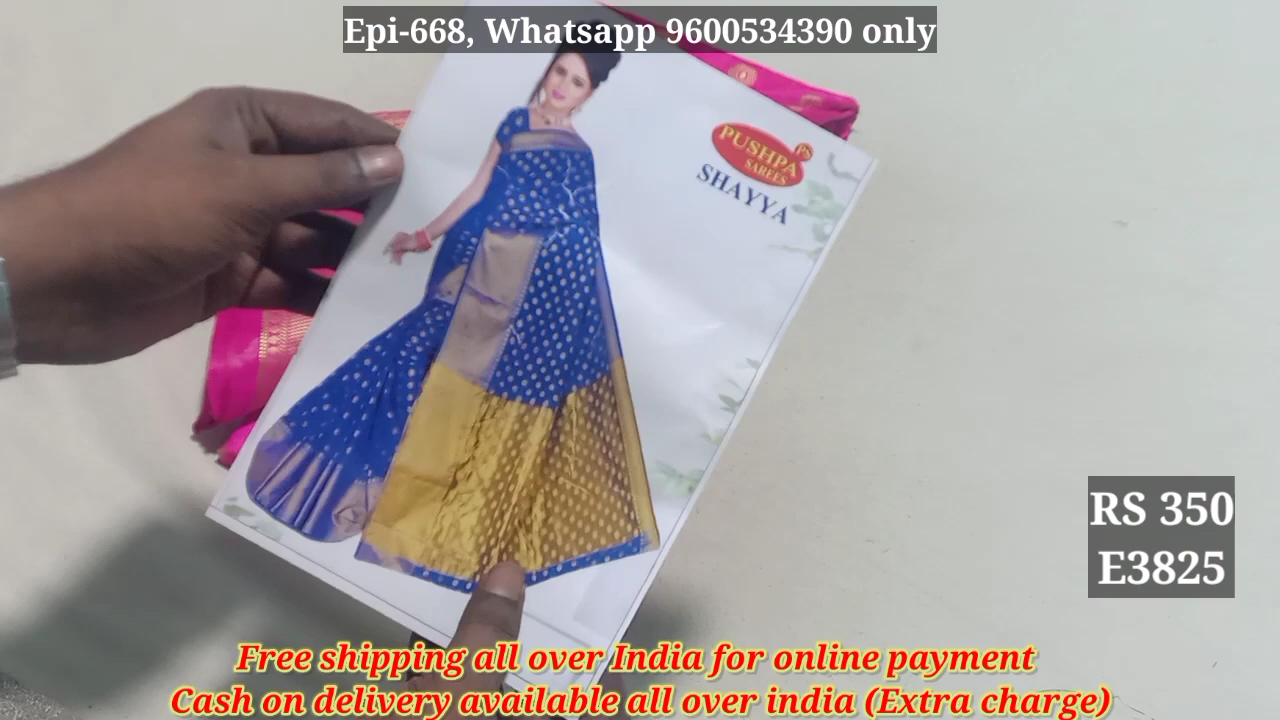 Epi-668, Whatsapp 9600534390 only
PUSHPA PS
SAREES
SHAYYA
RS 350
E3825
Free shipping all over India for online payment
Cash on delivery available all over india (Extra charge)